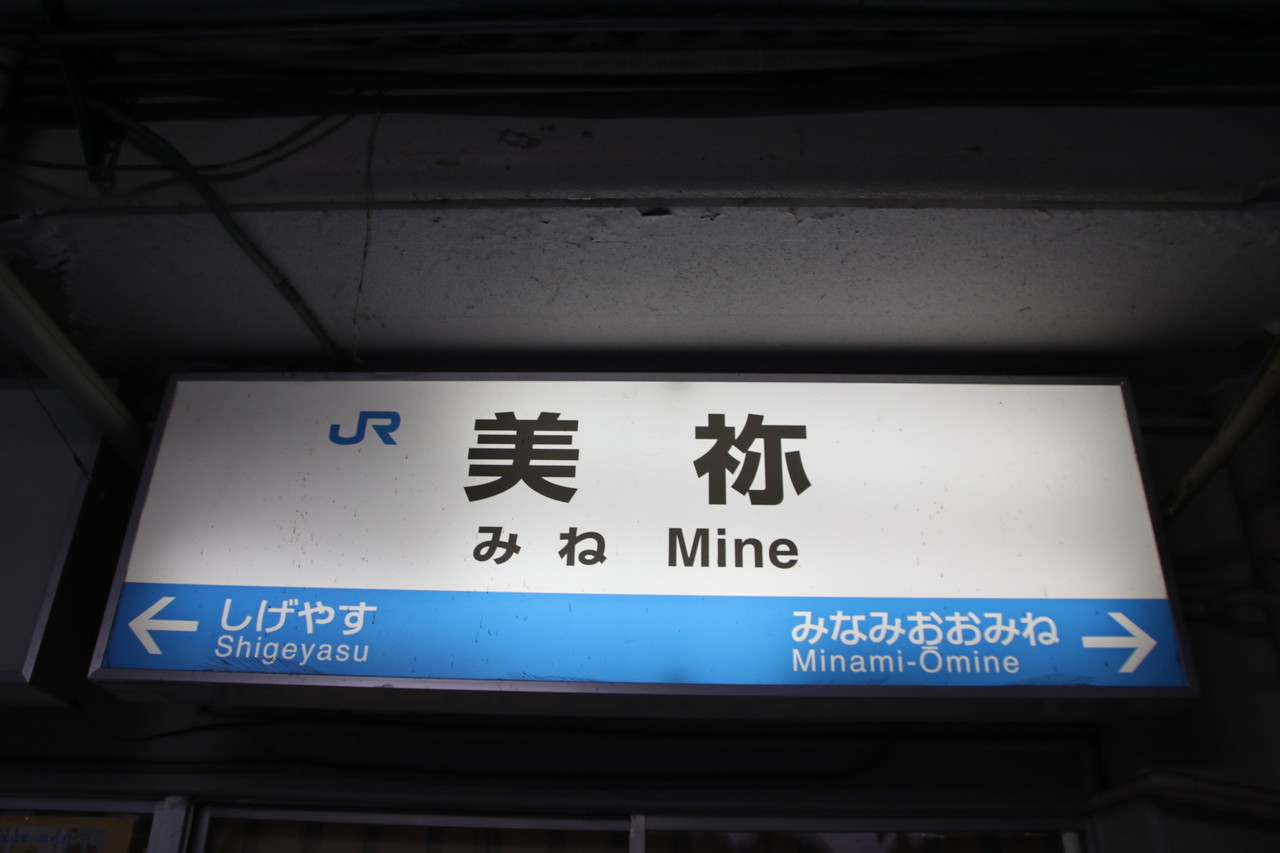 JR 美祢
みね Mine
← しげやす
Shigeyasu
みなみおおみね →
Minami-Ōmine